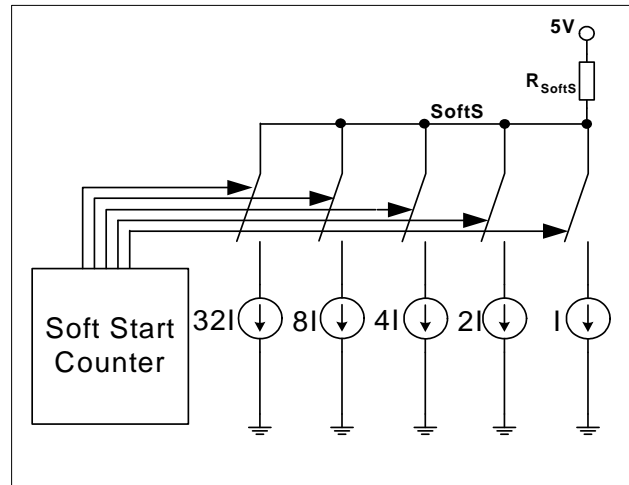 5V
RSoftS
SoftS
Soft Start
Counter
32I
8I
4I
2I
I